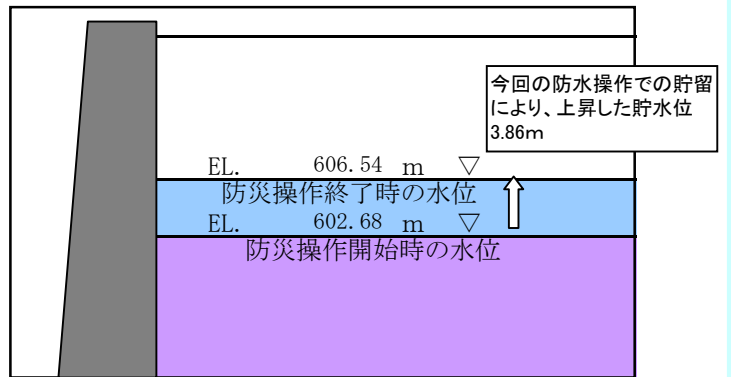 今回の防水操作での貯留
により、上昇した貯水位
3.86m
EL. 606.54 m ▽
防災操作終了時の水位
EL. 602.68 m ▽
防災操作開始時の水位